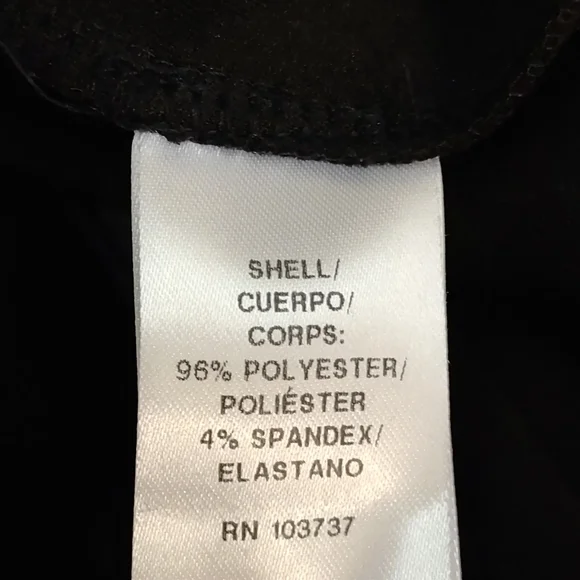 SHELL/
CUERPO/
CORPS:
96% POLYESTER/
POLIÉSTER
4% SPANDEX/
ELASTANO
RN 103737